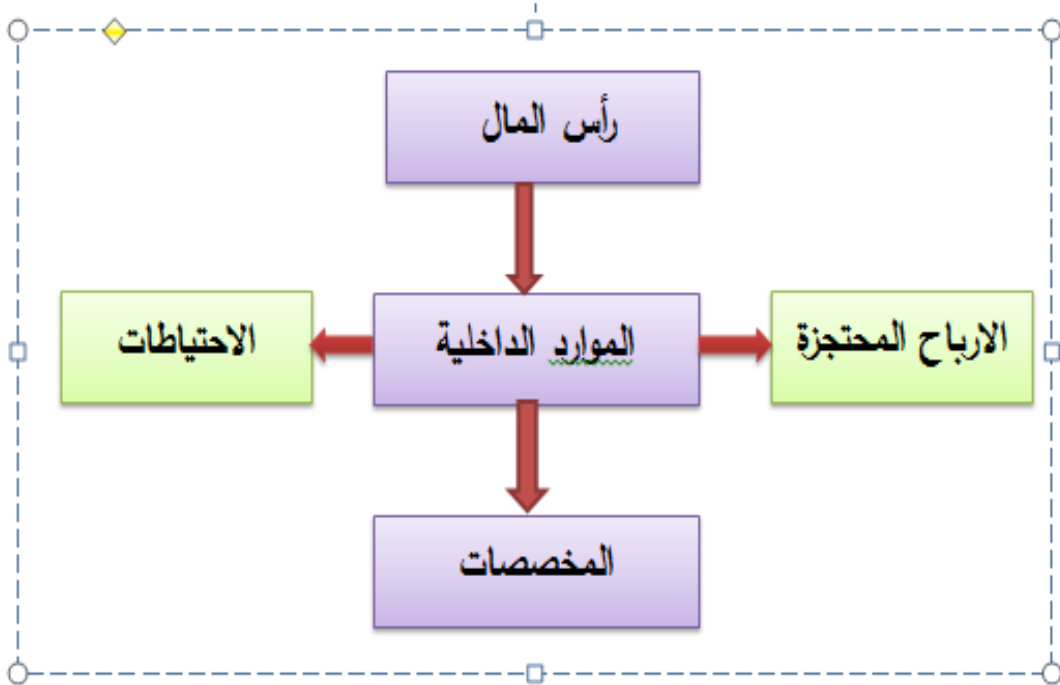 رأس المال
الارباح المحتجزة
الموارد الداخلية
الاحتياطات
المخصصات